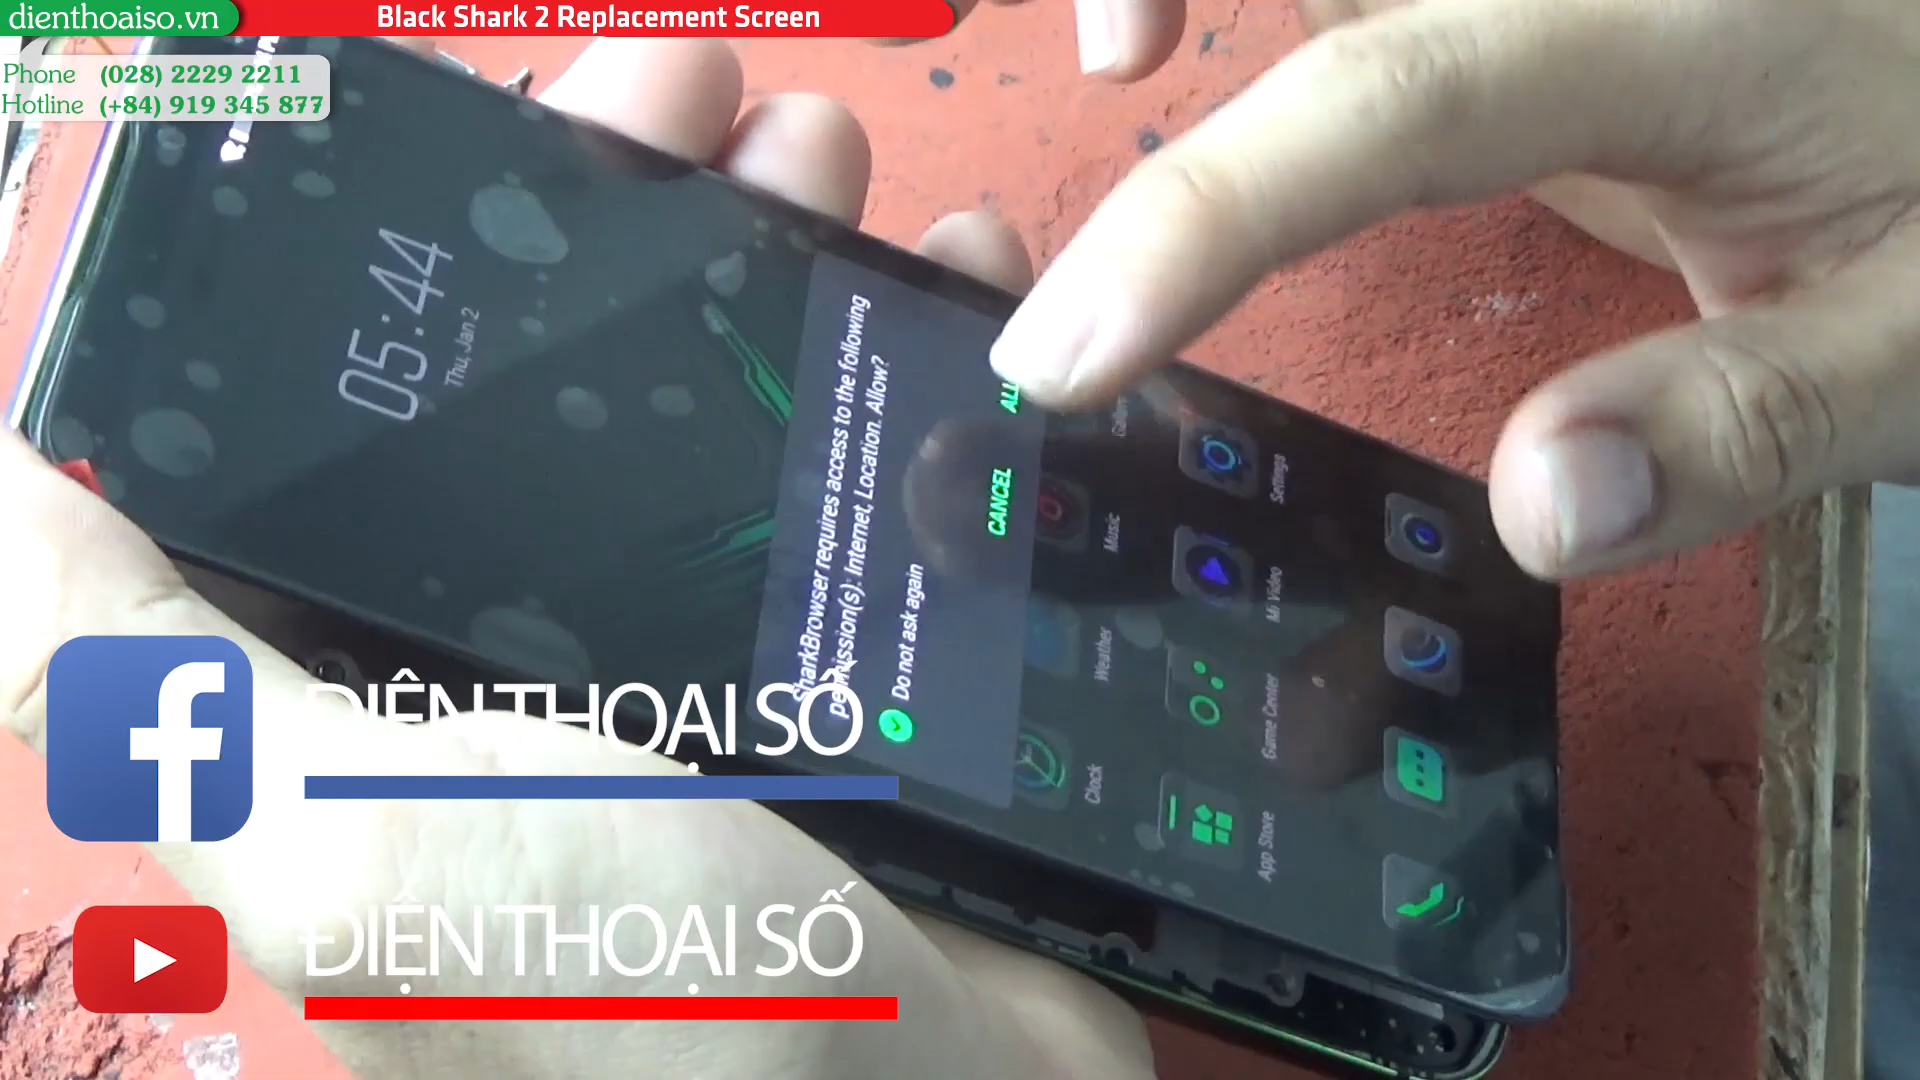 dienthoaiso.vn
Black Shark 2 Replacement Screen
Phone (028) 2229 2211
Hotline (+84) 919 345 877
05:44
Thu, Jan 2
SharkBrowser requires access to the following
permission(s): Internet, Location. Allow?
Do not ask again
CANCEL
Music
Weather
Clock
Settings
Mi Video
Game Center
App Store
ĐIỆN THOẠI SỐ
ĐIỆN THOẠI SỐ